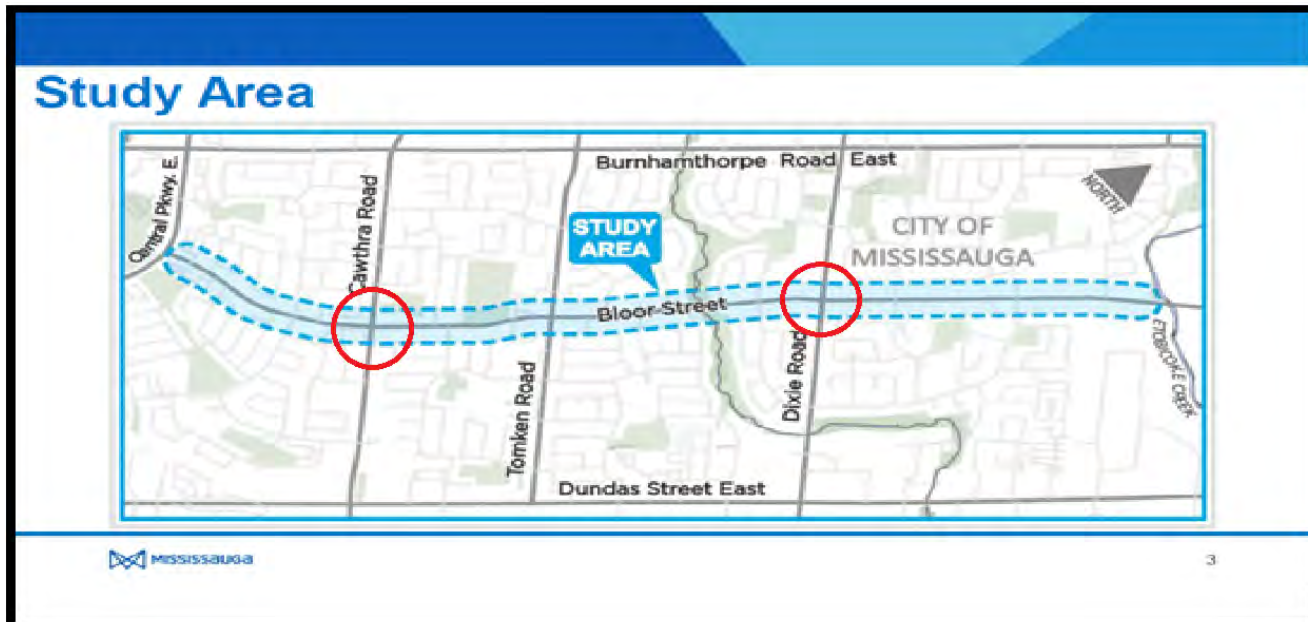 Study Area
Central Pkwy. E.
Cawthra Road
Burnhamthorpe Road East
NORTH
STUDY
AREA
CITY OF
MISSISSAUGA
Bloor Street
Tomken Road
Dixie Road
ETOBICOKE CREEK
Dundas Street East
mississauga
3